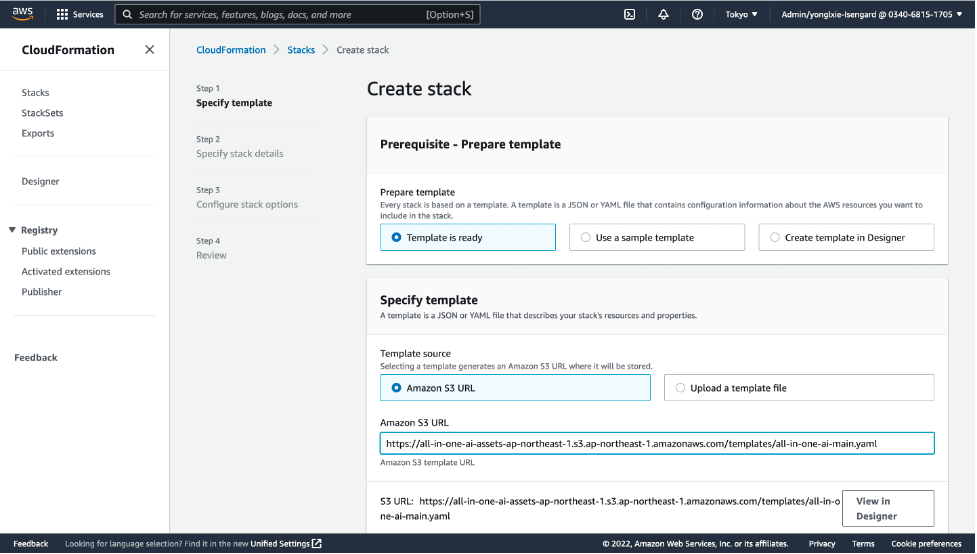 aws
Services
Search for services, features, blogs, docs, and more
[Option+S]
Tokyo
Admin/yonglxie-Isengard @ 0340-6815-1705
CloudFormation
Stacks
StackSets
Exports
Designer
Registry
Public extensions
Activated extensions
Publisher
Feedback
CloudFormation
Stacks
Create stack
Step 1
Specify template
Step 2
Specify stack details
Step 3
Configure stack options
Step 4
Review
Create stack
Prerequisite - Prepare template
Prepare template
Every stack is based on a template. A template is a JSON or YAML file that contains configuration information about the AWS resources you want to
include in the stack.
Template is ready
Use a sample template
Create template in Designer
Specify template
A template is a JSON or YAML file that describes your stack's resources and properties.
Template source
Selecting a template generates an Amazon S3 URL where it will be stored.
Amazon S3 URL
Upload a template file
Amazon S3 URL
https://all-in-one-ai-assets-ap-northeast-1.s3.ap-northeast-1.amazonaws.com/templates/all-in-one-ai-main.yaml
Amazon S3 template URL
S3 URL: https://all-in-one-ai-assets-ap-northeast-1.s3.ap-northeast-1.amazonaws.com/templates/all-in-o
ne-ai-main.yaml
View in
Designer
Feedback
Looking for language selection? Find it in the new Unified Settings
© 2022, Amazon Web Services, Inc. or its affiliates.
Privacy
Terms
Cookie preferences